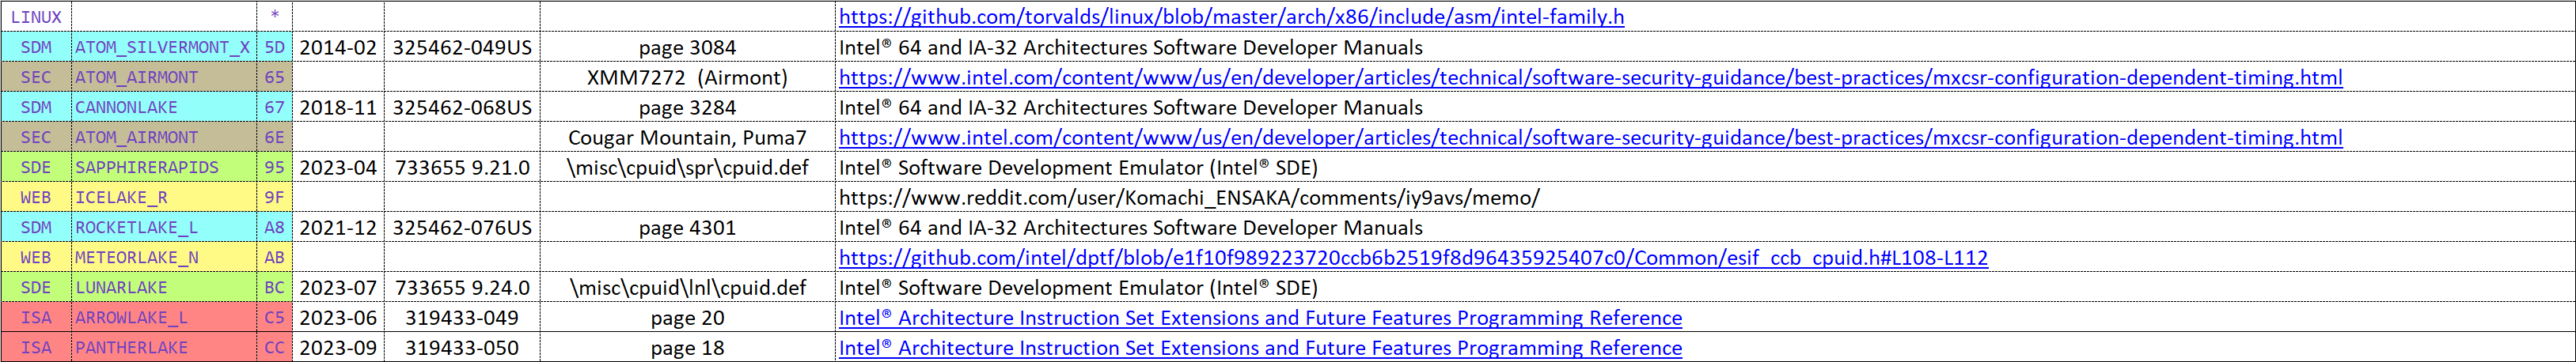 LINUX * https://github.com/torvalds/linux/blob/master/arch/x86/include/asm/intel-family.h
SDM ATOM_SILVERMONT_X 5D 2014-02 325462-049US page 3084 Intel® 64 and IA-32 Architectures Software Developer Manuals
SEC ATOM_AIRMONT 65 XMM7272 (Airmont) https://www.intel.com/content/www/us/en/developer/articles/technical/software-security-guidance/best-practices/mxcsr-configuration-dependent-timing.html
SDM CANNONLAKE 67 2018-11 325462-068US page 3284 Intel® 64 and IA-32 Architectures Software Developer Manuals
SEC ATOM_AIRMONT 6E Cougar Mountain, Puma7 https://www.intel.com/content/www/us/en/developer/articles/technical/software-security-guidance/best-practices/mxcsr-configuration-dependent-timing.html
SDE SAPPHIRERAPIDS 95 2023-04 733655 9.21.0 \misc\cpuid\spr\cpuid.def Intel® Software Development Emulator (Intel® SDE)
WEB ICELAKE_R 9F https://www.reddit.com/user/Komachi_ENSAKA/comments/iy9avs/memo/
SDM ROCKETLAKE_L A8 2021-12 325462-076US page 4301 Intel® 64 and IA-32 Architectures Software Developer Manuals
WEB METEORLAKE_N AB https://github.com/intel/dptf/blob/e1f10f989223720ccb6b2519f8d96435925407c0/Common/esif_ccb_cpuid.h#L108-L112
SDE LUNARLAKE BC 2023-07 733655 9.24.0 \misc\cpuid\lnl\cpuid.def Intel® Software Development Emulator (Intel® SDE)
ISA ARROWLAKE_L C5 2023-06 319433-049 page 20 Intel® Architecture Instruction Set Extensions and Future Features Programming Reference
ISA PANTHERLAKE CC 2023-09 319433-050 page 18 Intel® Architecture Instruction Set Extensions and Future Features Programming Reference